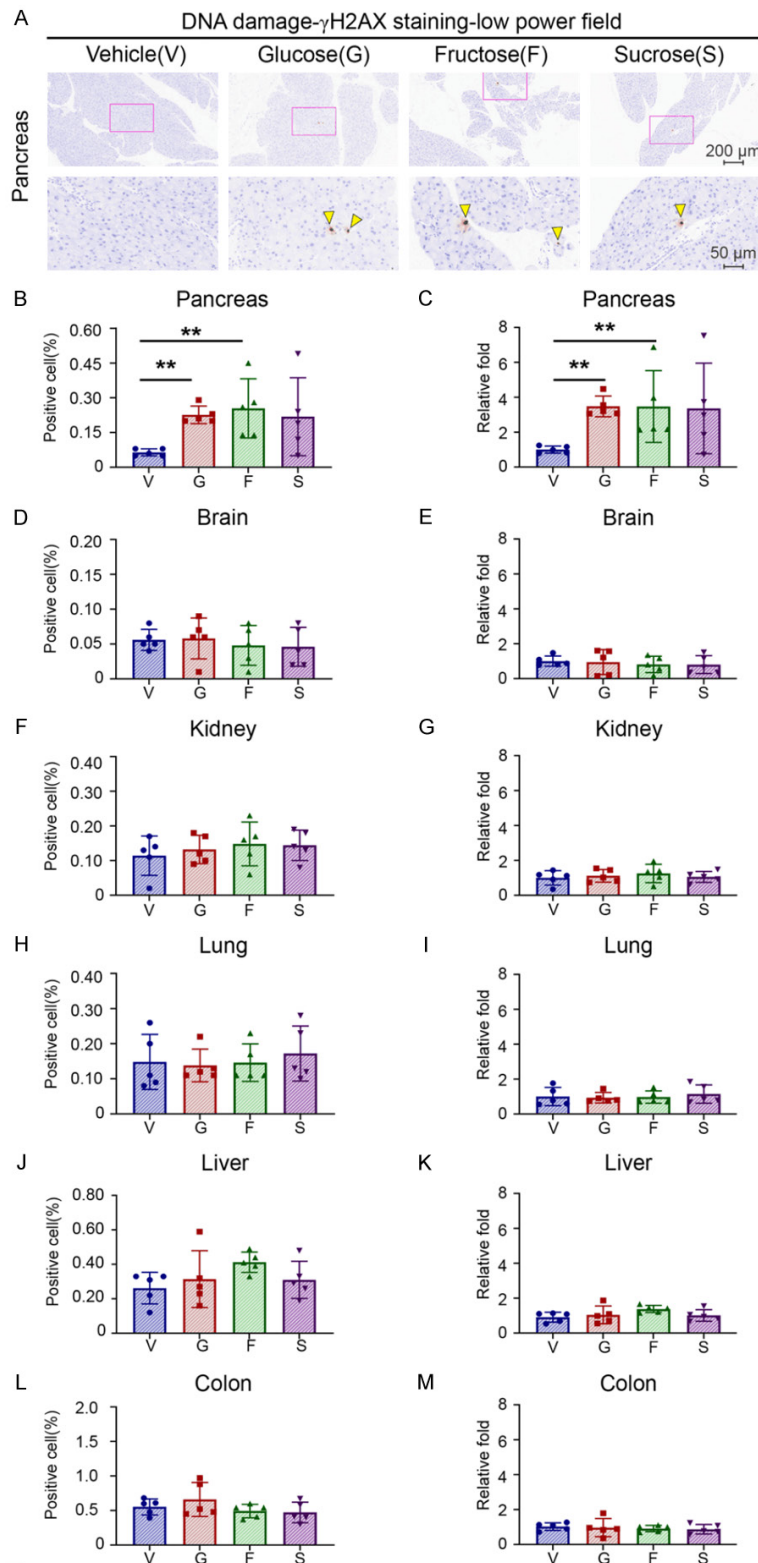 A
DNA damage-γH2AX staining-low power field
Vehicle(V) Glucose(G) Fructose(F) Sucrose(S)
Pancreas
200 μm
50 μm
B Pancreas
Positive cell(%)
0.60
0.45
0.30
0.15
0
** **
V G F S
C Pancreas
Relative fold
8
6
4
2
0
** **
V G F S
D Brain
Positive cell(%)
0.20
0.15
0.10
0.05
0
V G F S
E Brain
Relative fold
8
6
4
2
0
V G F S
F Kidney
Positive cell(%)
0.40
0.30
0.20
0.10
0
V G F S
G Kidney
Relative fold
8
6
4
2
0
V G F S
H Lung
Positive cell(%)
0.40
0.30
0.20
0.10
0
V G F S
I Lung
Relative fold
8
6
4
2
0
V G F S
J Liver
Positive cell(%)
0.80
0.60
0.40
0.20
0
V G F S
K Liver
Relative fold
8
6
4
2
0
V G F S
L Colon
Positive cell(%)
2.0
1.5
1.0
0.5
0
V G F S
M Colon
Relative fold
8
6
4
2
0
V G F S